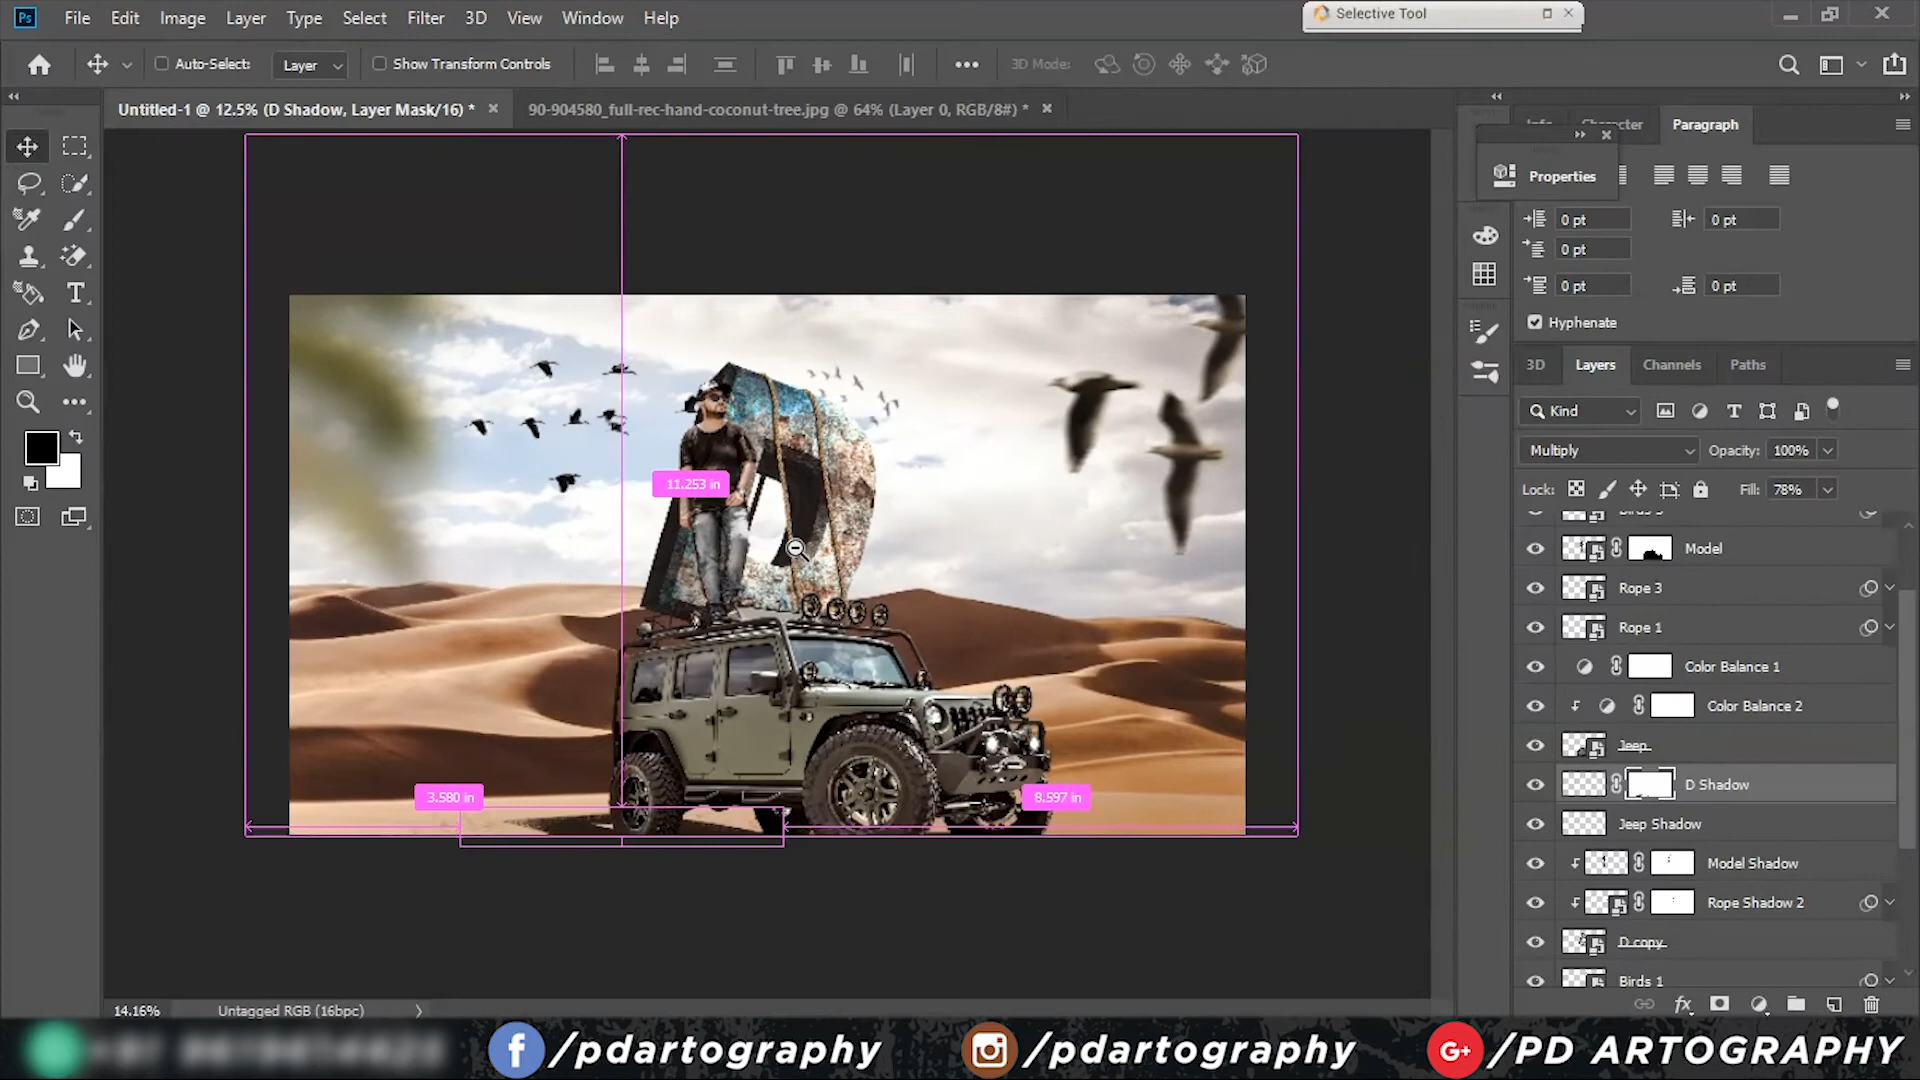 Ps File Edit Image Layer Type Select Filter 3D View Window Help
Selective Tool
Auto-Select: Layer Show Transform Controls 3D Mode:
Untitled-1 @ 12.5% (D Shadow, Layer Mask/16) *
90-904580_full-rec-hand-coconut-tree.jpg @ 64% (Layer 0, RGB/8#) *
Paragraph
Properties
0 pt 0 pt
0 pt
0 pt 0 pt
Hyphenate
3D Layers Channels Paths
Kind
Multiply Opacity: 100%
Lock: Fill: 78%
Model
Rope 3
Rope 1
Color Balance 1
Color Balance 2
Jeep
D Shadow
Jeep Shadow
Model Shadow
Rope Shadow 2
D copy
Birds 1
fx
11.253 in
3.580 in
8.597 in
14.16% Untagged RGB (16bpc)
f /pdartography /pdartography G+ /PD ARTOGRAPHY